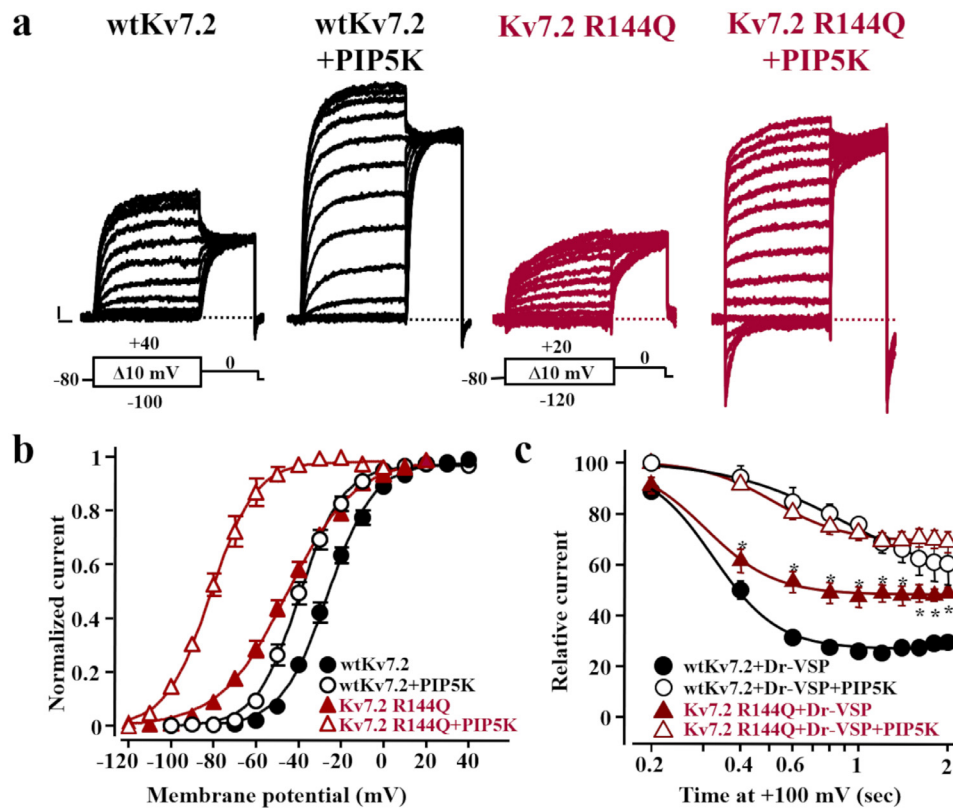 a
wtKv7.2
wtKv7.2
+PIP5K
Kv7.2 R144Q
Kv7.2 R144Q
+PIP5K
+40
0
-80
Δ10 mV
-100
+20
0
-80
Δ10 mV
-120
b
Normalized current
1
0.8
0.6
0.4
0.2
0
wtKv7.2
wtKv7.2+PIP5K
Kv7.2 R144Q
Kv7.2 R144Q+PIP5K
-120 -100 -80 -60 -40 -20 0 20 40
Membrane potential (mV)
c
Relative current
100
80
60
40
20
0
* * * * * * * * *
wtKv7.2+Dr-VSP
wtKv7.2+Dr-VSP+PIP5K
Kv7.2 R144Q+Dr-VSP
Kv7.2 R144Q+Dr-VSP+PIP5K
0.2 0.4 0.6 1 2
Time at +100 mV (sec)